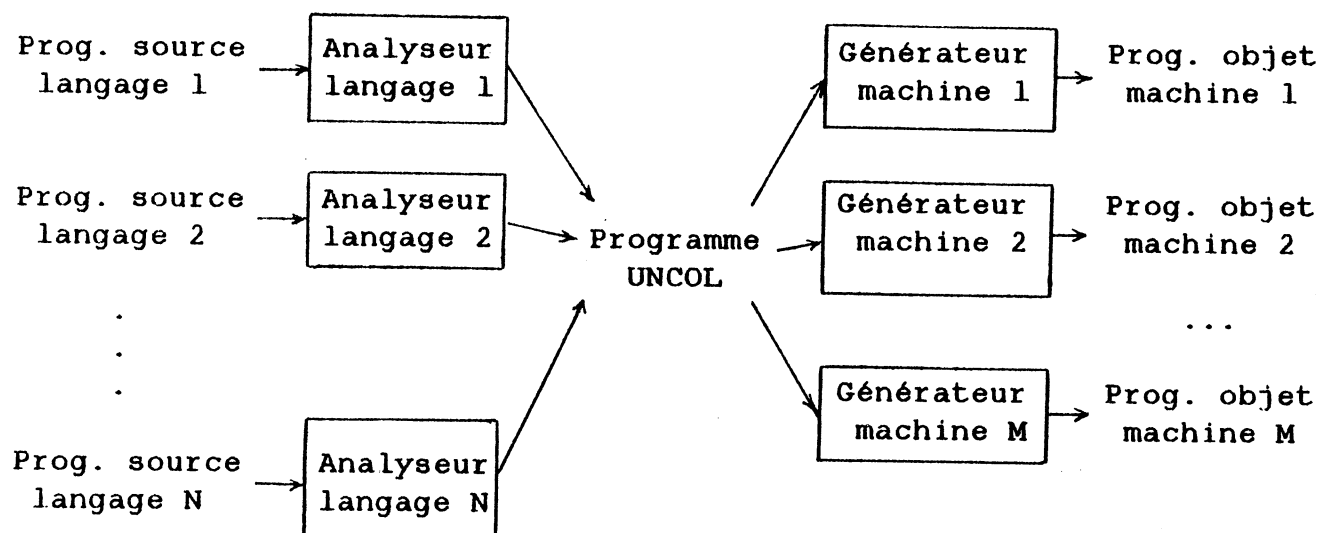 Prog. source
langage 1
Analyseur
langage 1
Générateur
machine 1
Prog. objet
machine 1
Prog. source
langage 2
Analyseur
langage 2
Programme
UNCOL
Générateur
machine 2
Prog. objet
machine 2
.
.
.
...
Prog. source
langage N
Analyseur
langage N
Générateur
machine M
Prog. objet
machine M